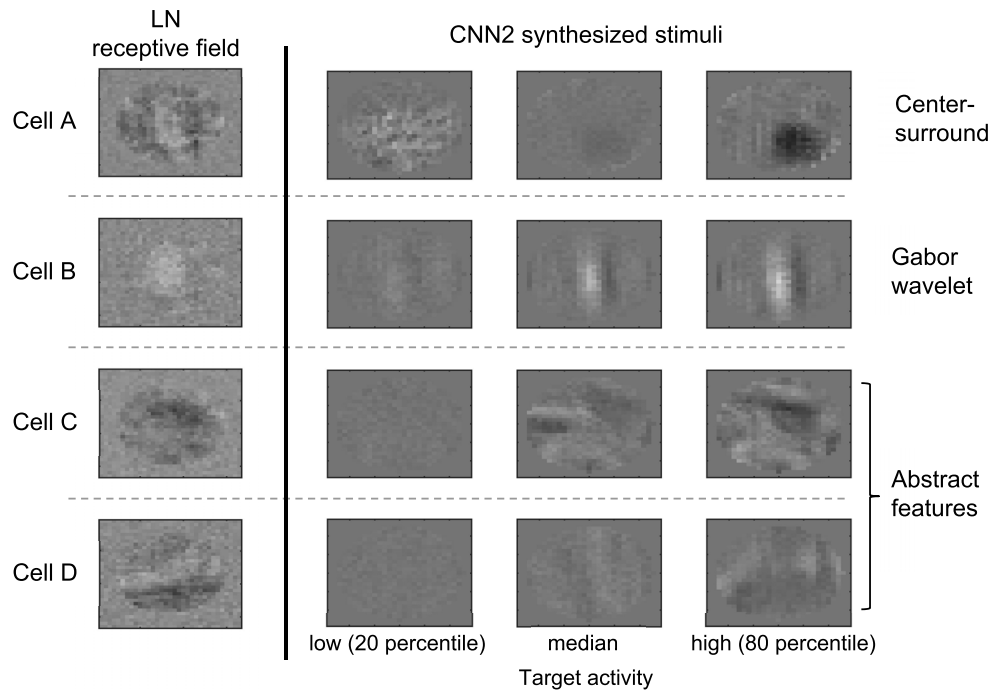 LN
receptive field
CNN2 synthesized stimuli
Cell A
Center-
surround
Cell B
Gabor
wavelet
Cell C
Abstract
features
Cell D
low (20 percentile)
median
high (80 percentile)
Target activity